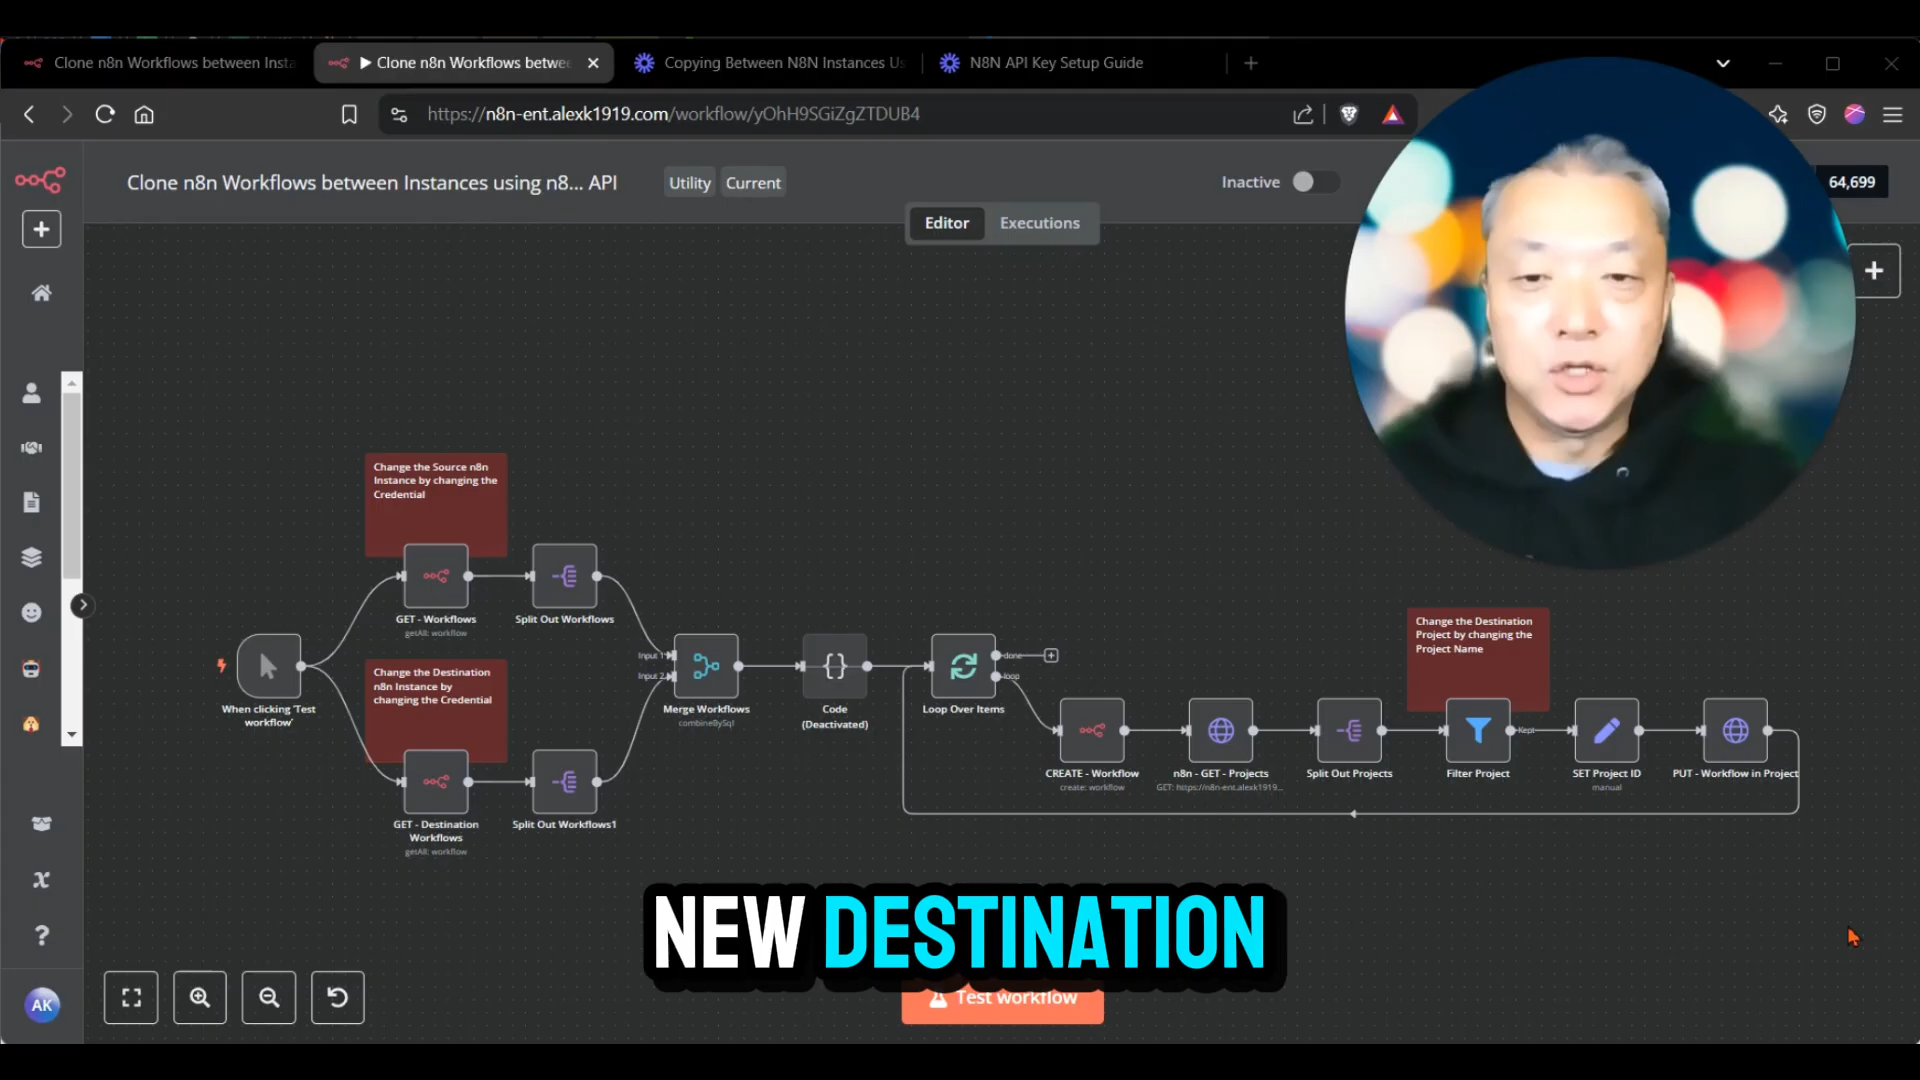 Clone n8n Workflows between Insta
Clone n8n Workflows betwee
Copying Between N8N Instances Us
N8N API Key Setup Guide
https://n8n-ent.alexk1919.com/workflow/yOhH9SGiZgZTDUB4
Clone n8n Workflows between Instances using n8... API
Utility
Current
Inactive
64,699
Editor
Executions
Change the Source n8n
Instance by changing the
Credential
GET - Workflows
getAll: workflow
Split Out Workflows
Change the Destination
n8n Instance by
changing the Credential
When clicking 'Test
workflow'
GET - Destination
Workflows
getAll: workflow
Split Out Workflows1
Input 1
Input 2
Merge Workflows
combineBySql
Code
(Deactivated)
done
loop
Loop Over Items
Change the Destination
Project by changing the
Project Name
CREATE - Workflow
create: workflow
n8n - GET - Projects
GET: https://n8n-ent.alexk1919...
Split Out Projects
Kept
Filter Project
SET Project ID
manual
PUT - Workflow in Project
NEW DESTINATION
Test workflow
AK